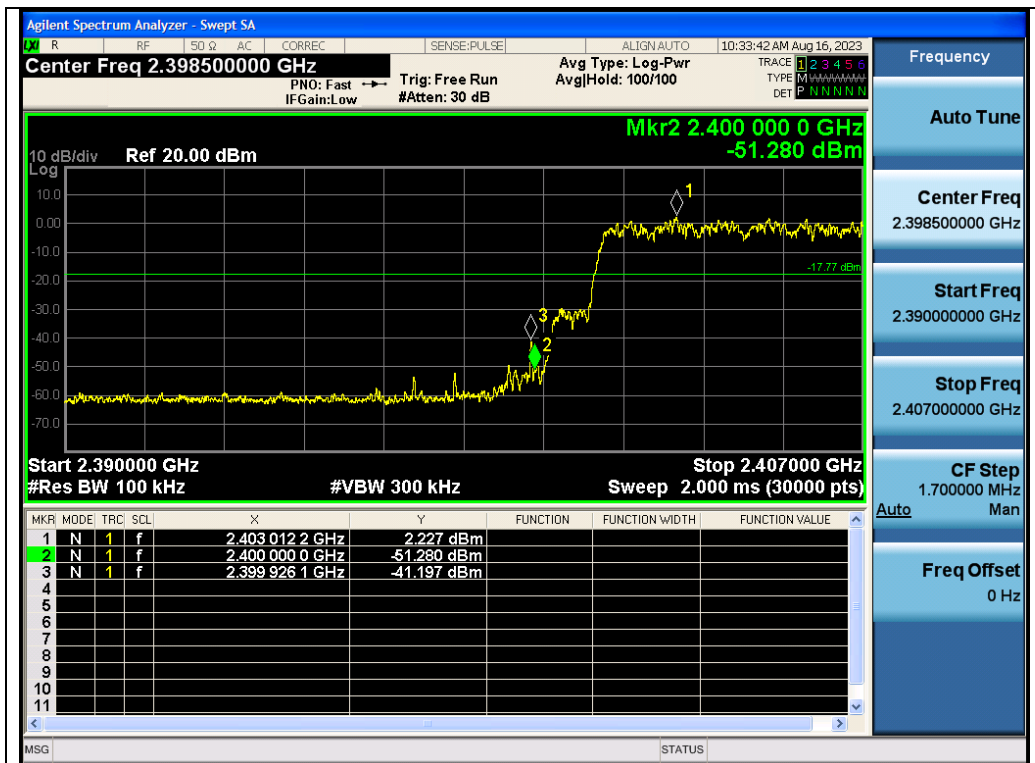 Agilent Spectrum Analyzer - Swept SA
LXI R RF 50 Ω AC CORREC SENSE:PULSE ALIGN AUTO 10:33:42 AM Aug 16, 2023
Center Freq 2.398500000 GHz
PNO: Fast
IFGain:Low
Trig: Free Run
#Atten: 30 dB
Avg Type: Log-Pwr
Avg|Hold: 100/100
TRACE 1 2 3 4 5 6
TYPE M WWWWW
DET P N N N N N
Mkr2 2.400 000 0 GHz
-51.280 dBm
10 dB/div Ref 20.00 dBm
Log
10.0
0.00
-10.0
-20.0
-30.0
-40.0
-50.0
-60.0
-70.0
1
-17.77 dBm
3
2
Start 2.390000 GHz Stop 2.407000 GHz
#Res BW 100 kHz #VBW 300 kHz Sweep 2.000 ms (30000 pts)
MKR MODE TRC SCL X Y FUNCTION FUNCTION WIDTH FUNCTION VALUE
1 N 1 f 2.403 012 2 GHz 2.227 dBm
2 N 1 f 2.400 000 0 GHz -51.280 dBm
3 N 1 f 2.399 926 1 GHz -41.197 dBm
4
5
6
7
8
9
10
11
MSG STATUS
Frequency
Auto Tune
Center Freq
2.398500000 GHz
Start Freq
2.390000000 GHz
Stop Freq
2.407000000 GHz
CF Step
1.700000 MHz
Auto Man
Freq Offset
0 Hz